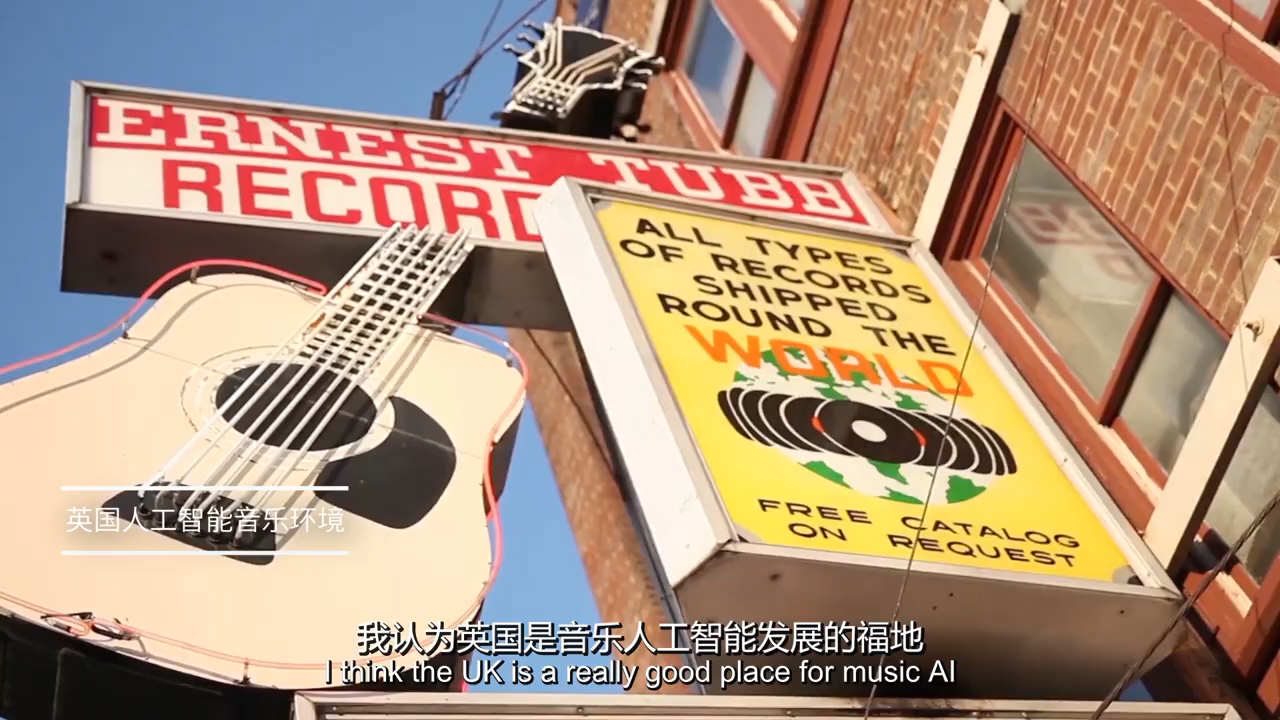 ERNEST TUBB
RECORD
ALL TYPES
OF RECORDS
SHIPPED
ROUND THE
WORLD
FREE CATALOG
ON REQUEST
英国人工智能音乐环境
我认为英国是音乐人工智能发展的福地
I think the UK is a really good place for music AI